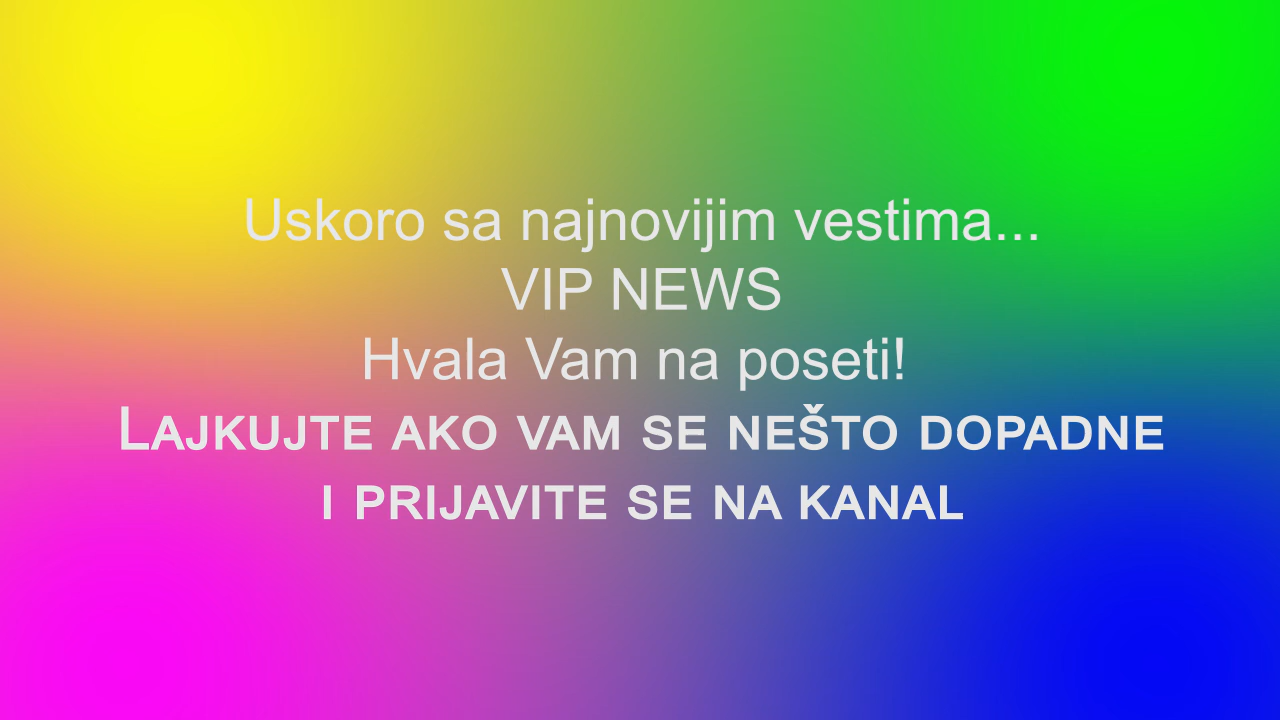 Uskoro sa najnovijim vestima...
VIP NEWS
Hvala Vam na poseti!
Lajkujte ako vam se nešto dopadne
i prijavite se na kanal